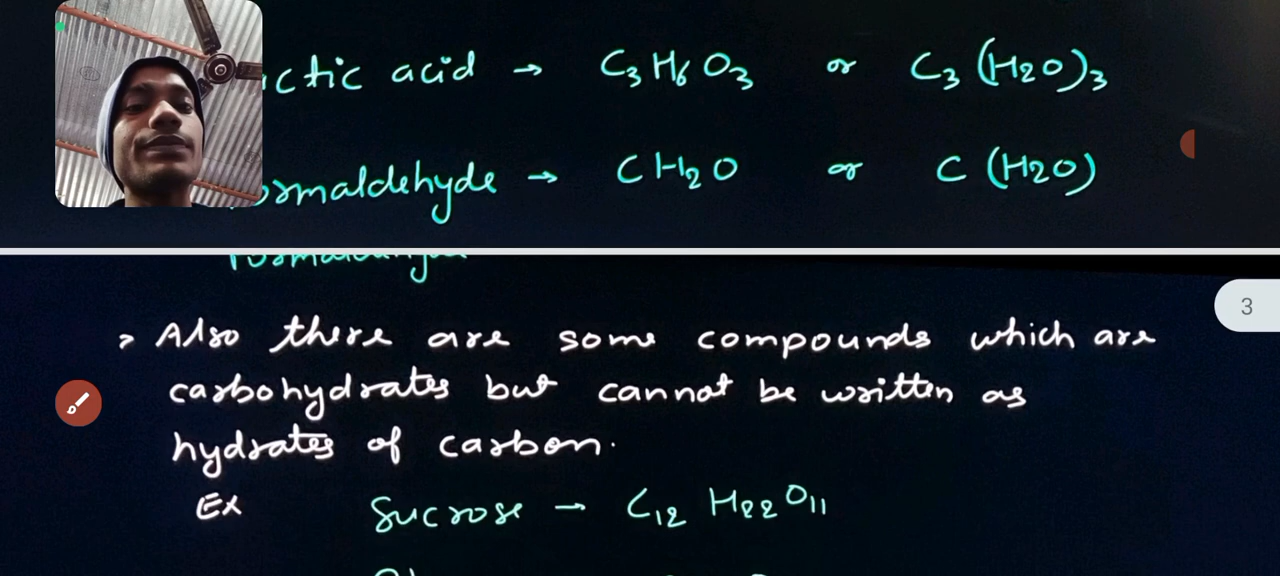 ctic acid → C3H6O3 or C3(H2O)3
ormaldehyde → CH2O or C(H2O)
3
> Also there are some compounds which are
carbohydrates but cannot be written as
hydrates of carbon.
Ex Sucrose → C12H22O11